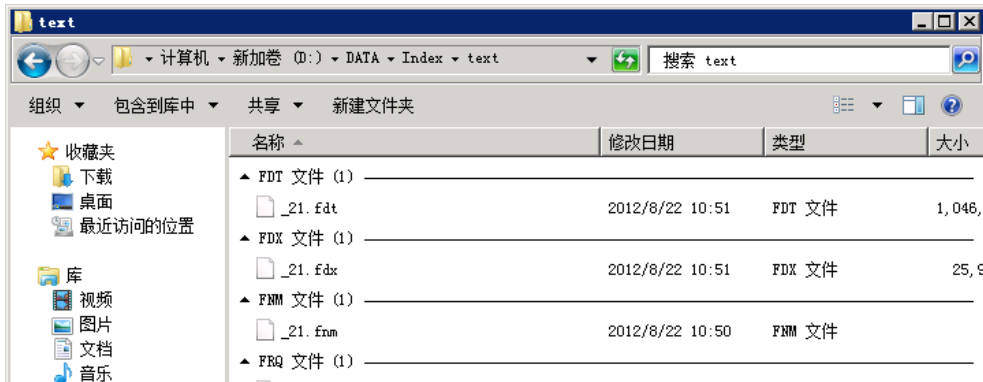 text
计算机 新加卷 (D:) DATA Index text 搜索 text
组织 包含到库中 共享 新建文件夹
名称 修改日期 类型 大小
收藏夹
下载
桌面
最近访问的位置
库
视频
图片
文档
音乐
FDT 文件 (1)
_21.fdt 2012/8/22 10:51 FDT 文件 1,046,
FDX 文件 (1)
_21.fdx 2012/8/22 10:51 FDX 文件 25,
FNM 文件 (1)
_21.fnm 2012/8/22 10:50 FNM 文件
FRQ 文件 (1)